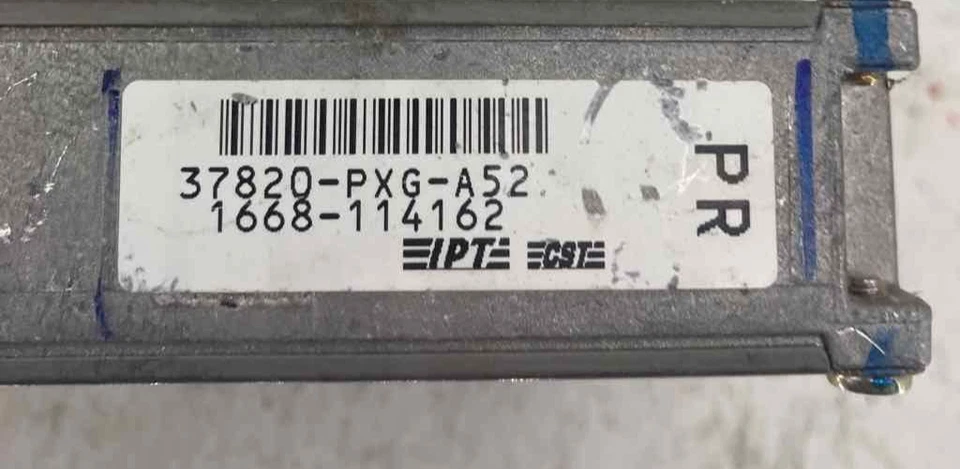 37820-PXG-A52
1668-114162
IPT CST
PR